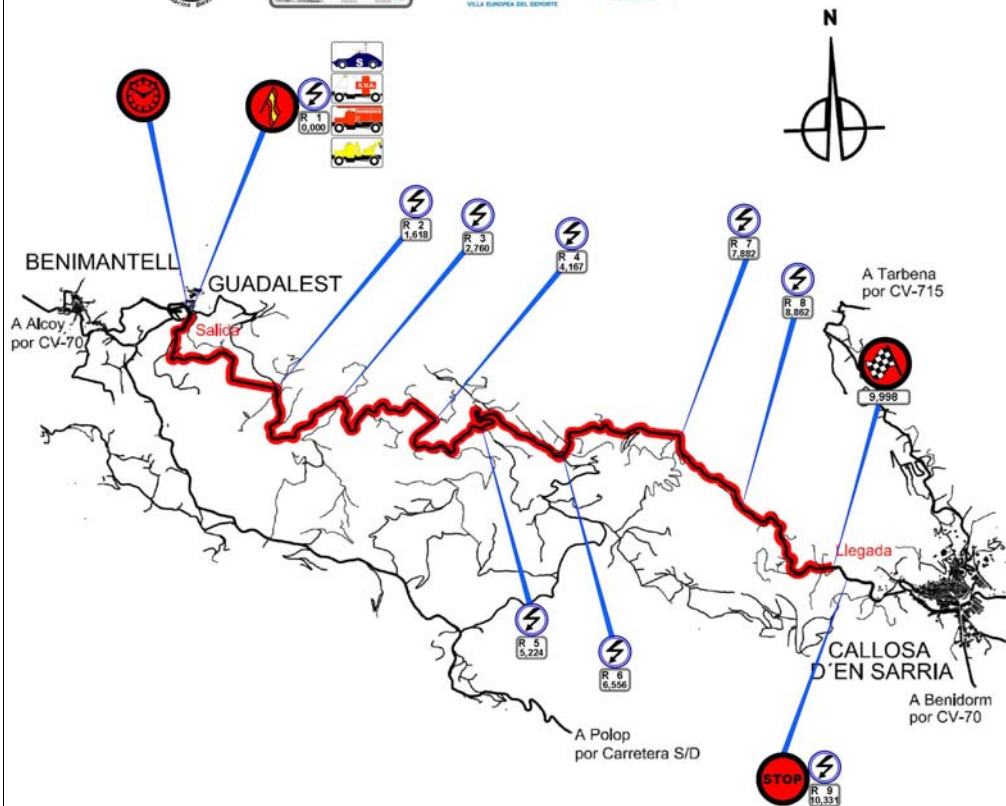 VILLA EUROPEA DEL DEPORTE
N
S
R 1
0,000
R 2
1,618
R 3
2,760
R 4
4,167
R 7
7,882
R 8
8,862
A Tarbena
por CV-715
BENIMANTELL
GUADALEST
A Alcoy
por CV-70
Salida
9,998
Llegada
R 5
5,224
R 6
6,556
CALLOSA
D´EN SARRIA
A Benidorm
por CV-70
A Polop
por Carretera S/D
STOP
R 9
10,331